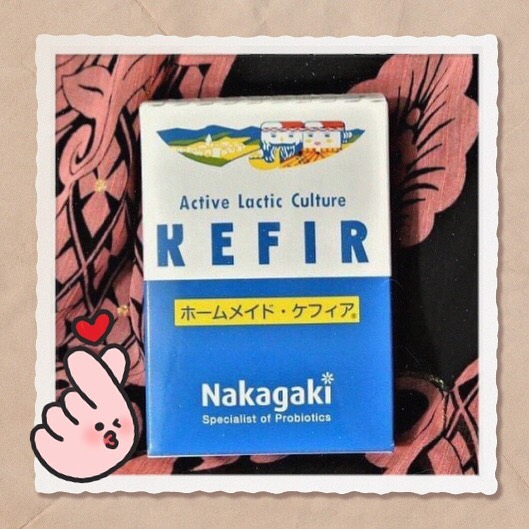 Active Lactic Culture
KEFIR
ホームメイド・ケフィア®
Nakagaki
Specialist of Probiotics